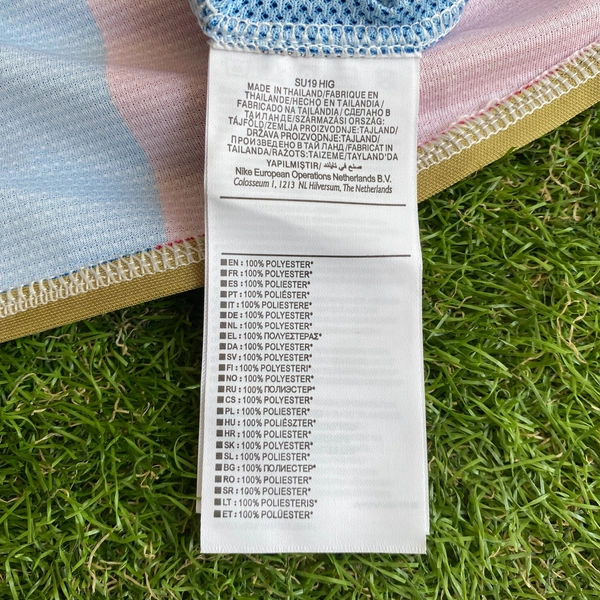 SU19 HIG
MADE IN THAILAND/FABRIQUE EN
THAILANDE/HECHO EN TAILANDIA/
FABRICADO NA TAILÂNDIA/СДЕЛАНО В
ТАИЛАНДЕ/SZÁRMAZÁSI ORSZÁG:
TÁJFÖLD/ZEMLJA PROIZVODNJE:TAJLAND/
DRŽAVA PROIZVODNJE:TAJLAND/
ПРОИЗВЕДЕНО В ТАЙЛАНД/FABRICAT IN
TAILANDA/RAŽOTS:TAIZEME/TAYLAND'DA
YAPILMIŞTIR/ صنع في تايلند
Nike European Operations Netherlands B.V.
Colosseum 1, 1213 NL Hilversum, The Netherlands
EN : 100% POLYESTER*
FR : 100% POLYESTER*
ES : 100% POLIÉSTER*
PT : 100% POLIÉSTER*
IT : 100% POLIESTERE*
DE : 100% POLYESTER*
NL : 100% POLYESTER*
EL : 100% ΠΟΛΥΕΣΤΕΡΑΣ*
DA : 100% POLYESTER*
SV : 100% POLYESTER*
FI : 100% POLYESTERI*
NO : 100% POLYESTER*
RU : 100% ПОЛИЭСТЕР*
CS : 100% POLYESTER*
PL : 100% POLIESTER*
HU : 100% POLIÉSZTER*
HR : 100% POLIESTER*
SK : 100% POLYESTER*
SL : 100% POLIESTER*
BG : 100% ПОЛИЕСТЕР*
RO : 100% POLIESTER*
SR : 100% POLIESTER*
LT : 100% POLIESTERIS*
ET : 100% POLÜESTER*